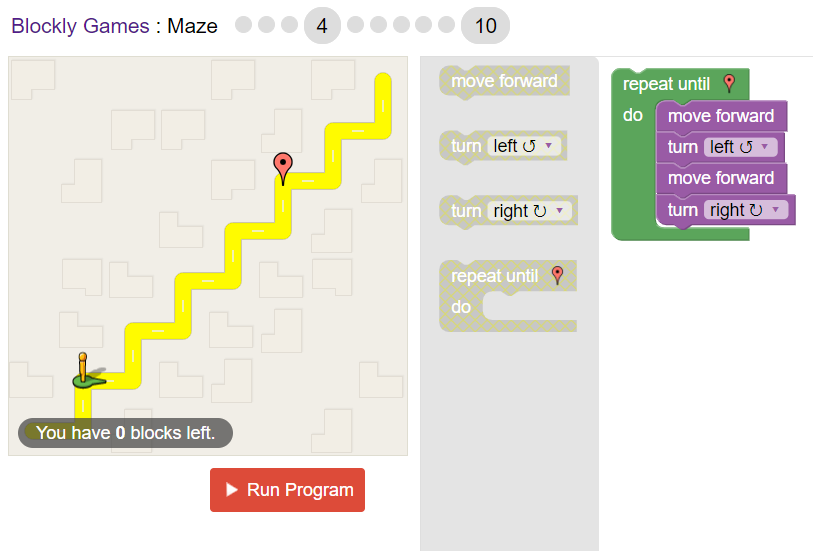 Blockly Games : Maze 4 10
You have 0 blocks left.
Run Program
move forward
turn left ↺ ▼
turn right ↻ ▼
repeat until
do
repeat until
do move forward
turn left ↺ ▼
move forward
turn right ↻ ▼